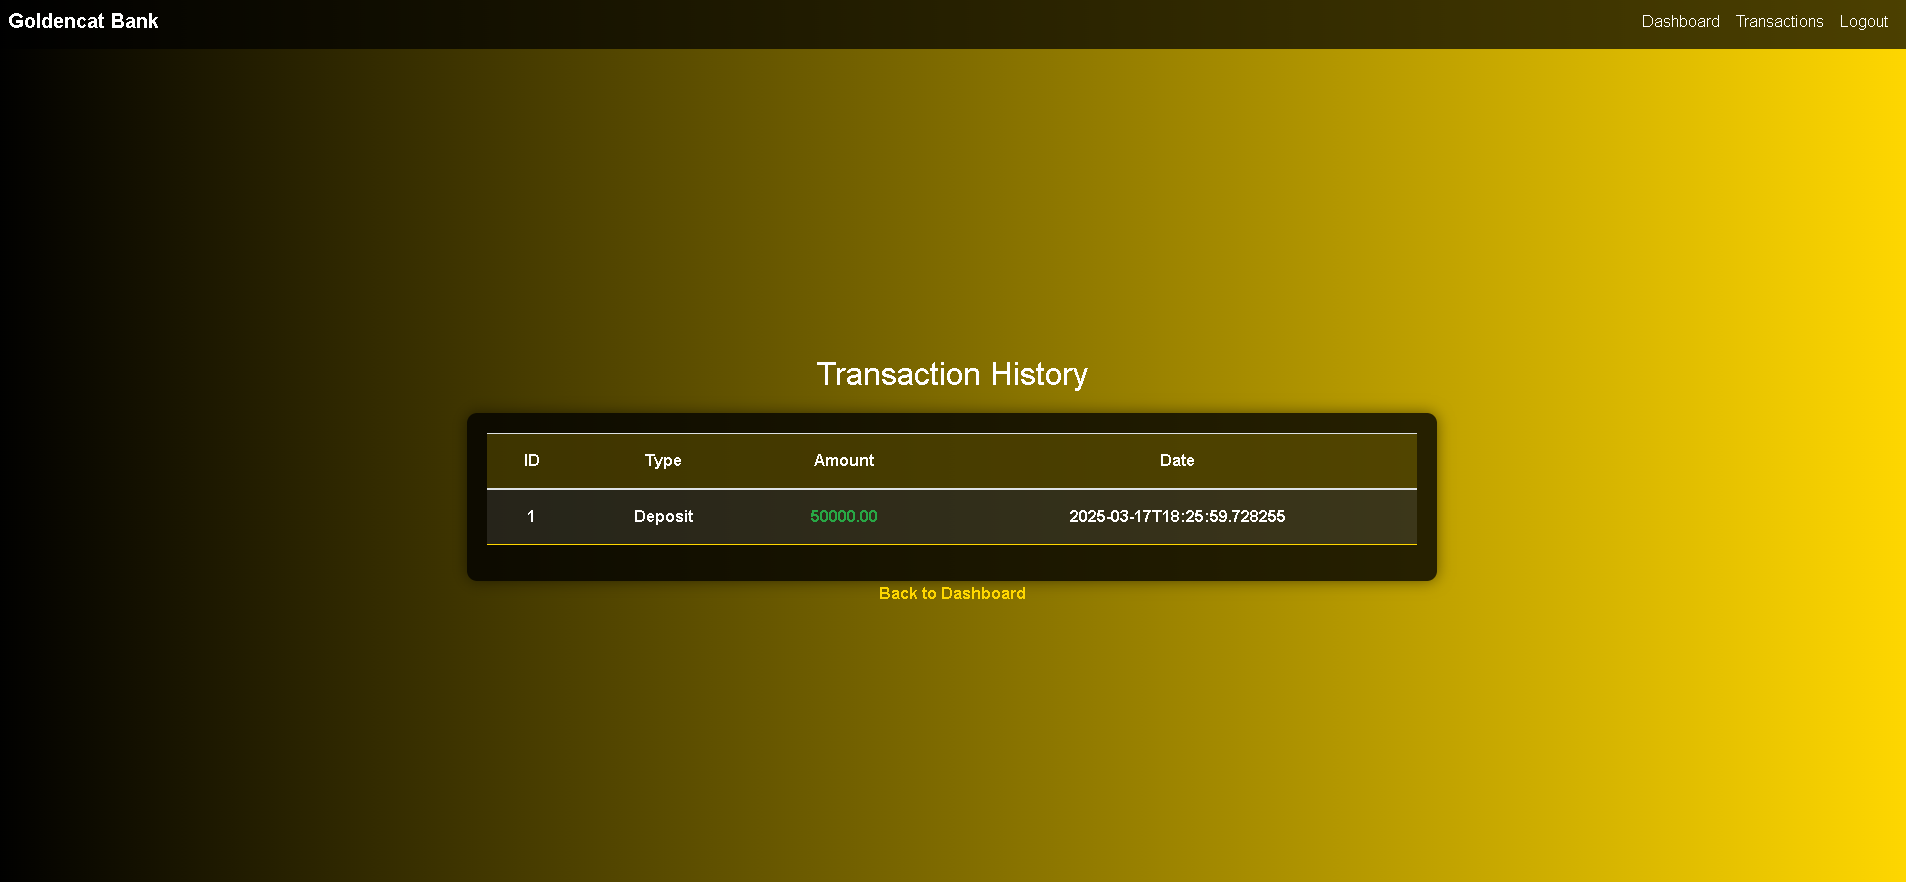 Goldencat Bank
Dashboard Transactions Logout
Transaction History
ID Type Amount Date
1 Deposit 50000.00 2025-03-17T18:25:59.728255
Back to Dashboard